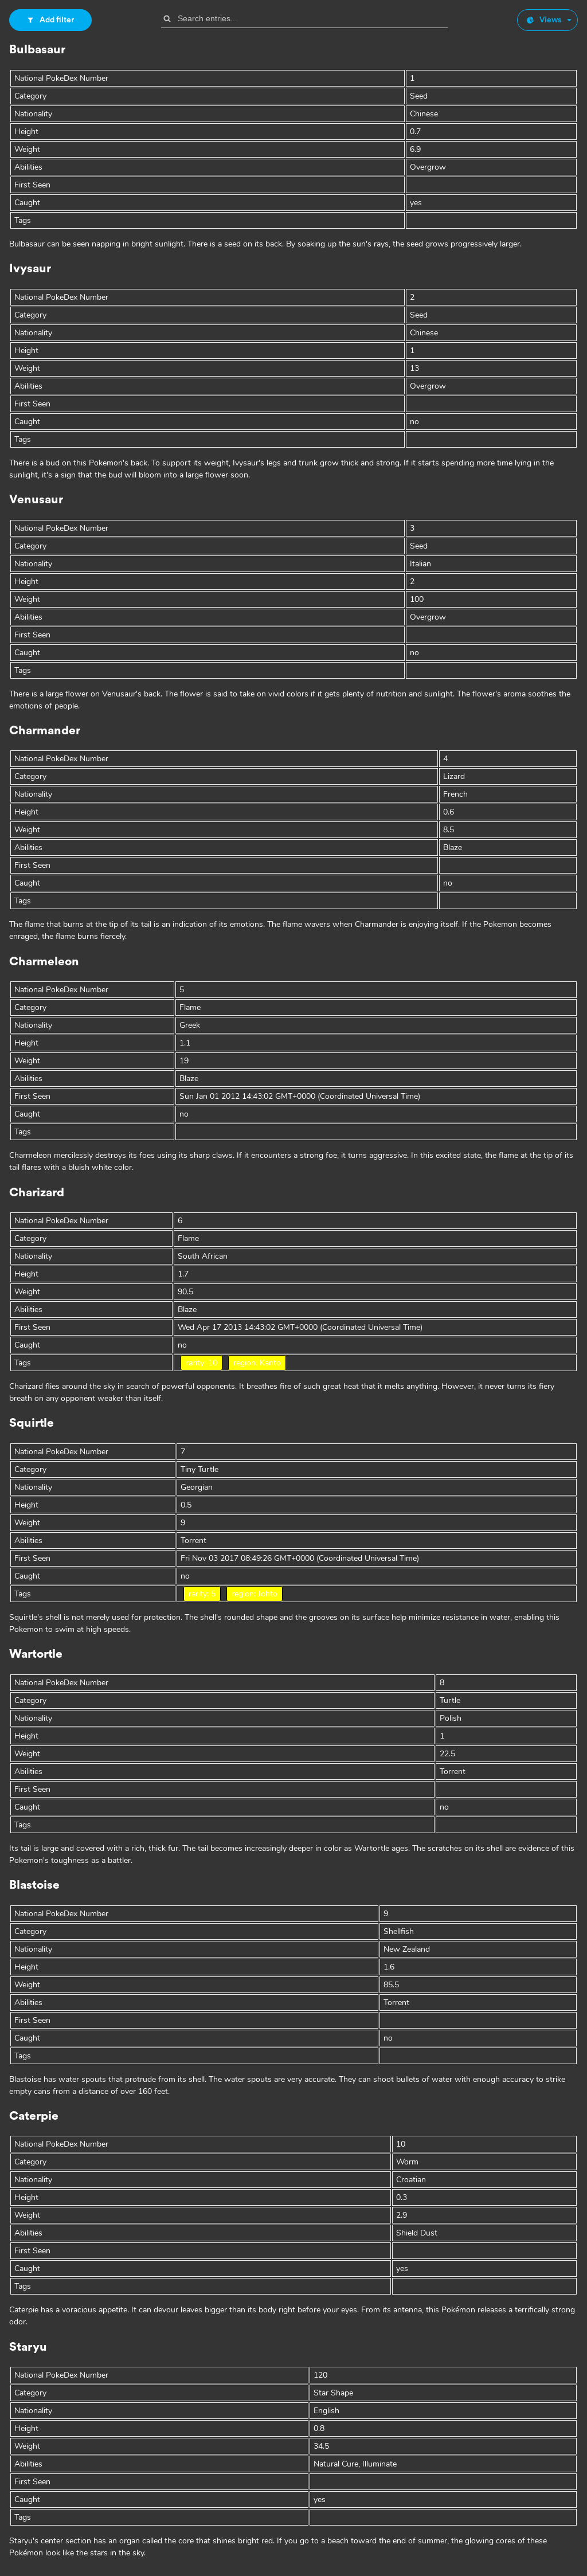 Add filter
Search entries...
Views
Bulbasaur
National PokeDex Number 1
Category Seed
Nationality Chinese
Height 0.7
Weight 6.9
Abilities Overgrow
First Seen
Caught yes
Tags
Bulbasaur can be seen napping in bright sunlight. There is a seed on its back. By soaking up the sun's rays, the seed grows progressively larger.
Ivysaur
National PokeDex Number 2
Category Seed
Nationality Chinese
Height 1
Weight 13
Abilities Overgrow
First Seen
Caught no
Tags
There is a bud on this Pokemon's back. To support its weight, Ivysaur's legs and trunk grow thick and strong. If it starts spending more time lying in the
sunlight, it's a sign that the bud will bloom into a large flower soon.
Venusaur
National PokeDex Number 3
Category Seed
Nationality Italian
Height 2
Weight 100
Abilities Overgrow
First Seen
Caught no
Tags
There is a large flower on Venusaur's back. The flower is said to take on vivid colors if it gets plenty of nutrition and sunlight. The flower's aroma soothes the
emotions of people.
Charmander
National PokeDex Number 4
Category Lizard
Nationality French
Height 0.6
Weight 8.5
Abilities Blaze
First Seen
Caught no
Tags
The flame that burns at the tip of its tail is an indication of its emotions. The flame wavers when Charmander is enjoying itself. If the Pokemon becomes
enraged, the flame burns fiercely.
Charmeleon
National PokeDex Number 5
Category Flame
Nationality Greek
Height 1.1
Weight 19
Abilities Blaze
First Seen Sun Jan 01 2012 14:43:02 GMT+0000 (Coordinated Universal Time)
Caught no
Tags
Charmeleon mercilessly destroys its foes using its sharp claws. If it encounters a strong foe, it turns aggressive. In this excited state, the flame at the tip of its
tail flares with a bluish white color.
Charizard
National PokeDex Number 6
Category Flame
Nationality South African
Height 1.7
Weight 90.5
Abilities Blaze
First Seen Wed Apr 17 2013 14:43:02 GMT+0000 (Coordinated Universal Time)
Caught no
Tags
Charizard flies around the sky in search of powerful opponents. It breathes fire of such great heat that it melts anything. However, it never turns its fiery
breath on any opponent weaker than itself.
Squirtle
National PokeDex Number 7
Category Tiny Turtle
Nationality Georgian
Height 0.5
Weight 9
Abilities Torrent
First Seen Fri Nov 03 2017 08:49:26 GMT+0000 (Coordinated Universal Time)
Caught no
Tags
Squirtle's shell is not merely used for protection. The shell's rounded shape and the grooves on its surface help minimize resistance in water, enabling this
Pokemon to swim at high speeds.
Wartortle
National PokeDex Number 8
Category Turtle
Nationality Polish
Height 1
Weight 22.5
Abilities Torrent
First Seen
Caught no
Tags
Its tail is large and covered with a rich, thick fur. The tail becomes increasingly deeper in color as Wartortle ages. The scratches on its shell are evidence of this
Pokemon's toughness as a battler.
Blastoise
National PokeDex Number 9
Category Shellfish
Nationality New Zealand
Height 1.6
Weight 85.5
Abilities Torrent
First Seen
Caught no
Tags
Blastoise has water spouts that protrude from its shell. The water spouts are very accurate. They can shoot bullets of water with enough accuracy to strike
empty cans from a distance of over 160 feet.
Caterpie
National PokeDex Number 10
Category Worm
Nationality Croatian
Height 0.3
Weight 2.9
Abilities Shield Dust
First Seen
Caught yes
Tags
Caterpie has a voracious appetite. It can devour leaves bigger than its body right before your eyes. From its antenna, this Pokémon releases a terrifically strong
odor.
Staryu
National PokeDex Number 120
Category Star Shape
Nationality English
Height 0.8
Weight 34.5
Abilities Natural Cure, Illuminate
First Seen
Caught yes
Tags
Staryu's center section has an organ called the core that shines bright red. If you go to a beach toward the end of summer, the glowing cores of these
Pokémon look like the stars in the sky.